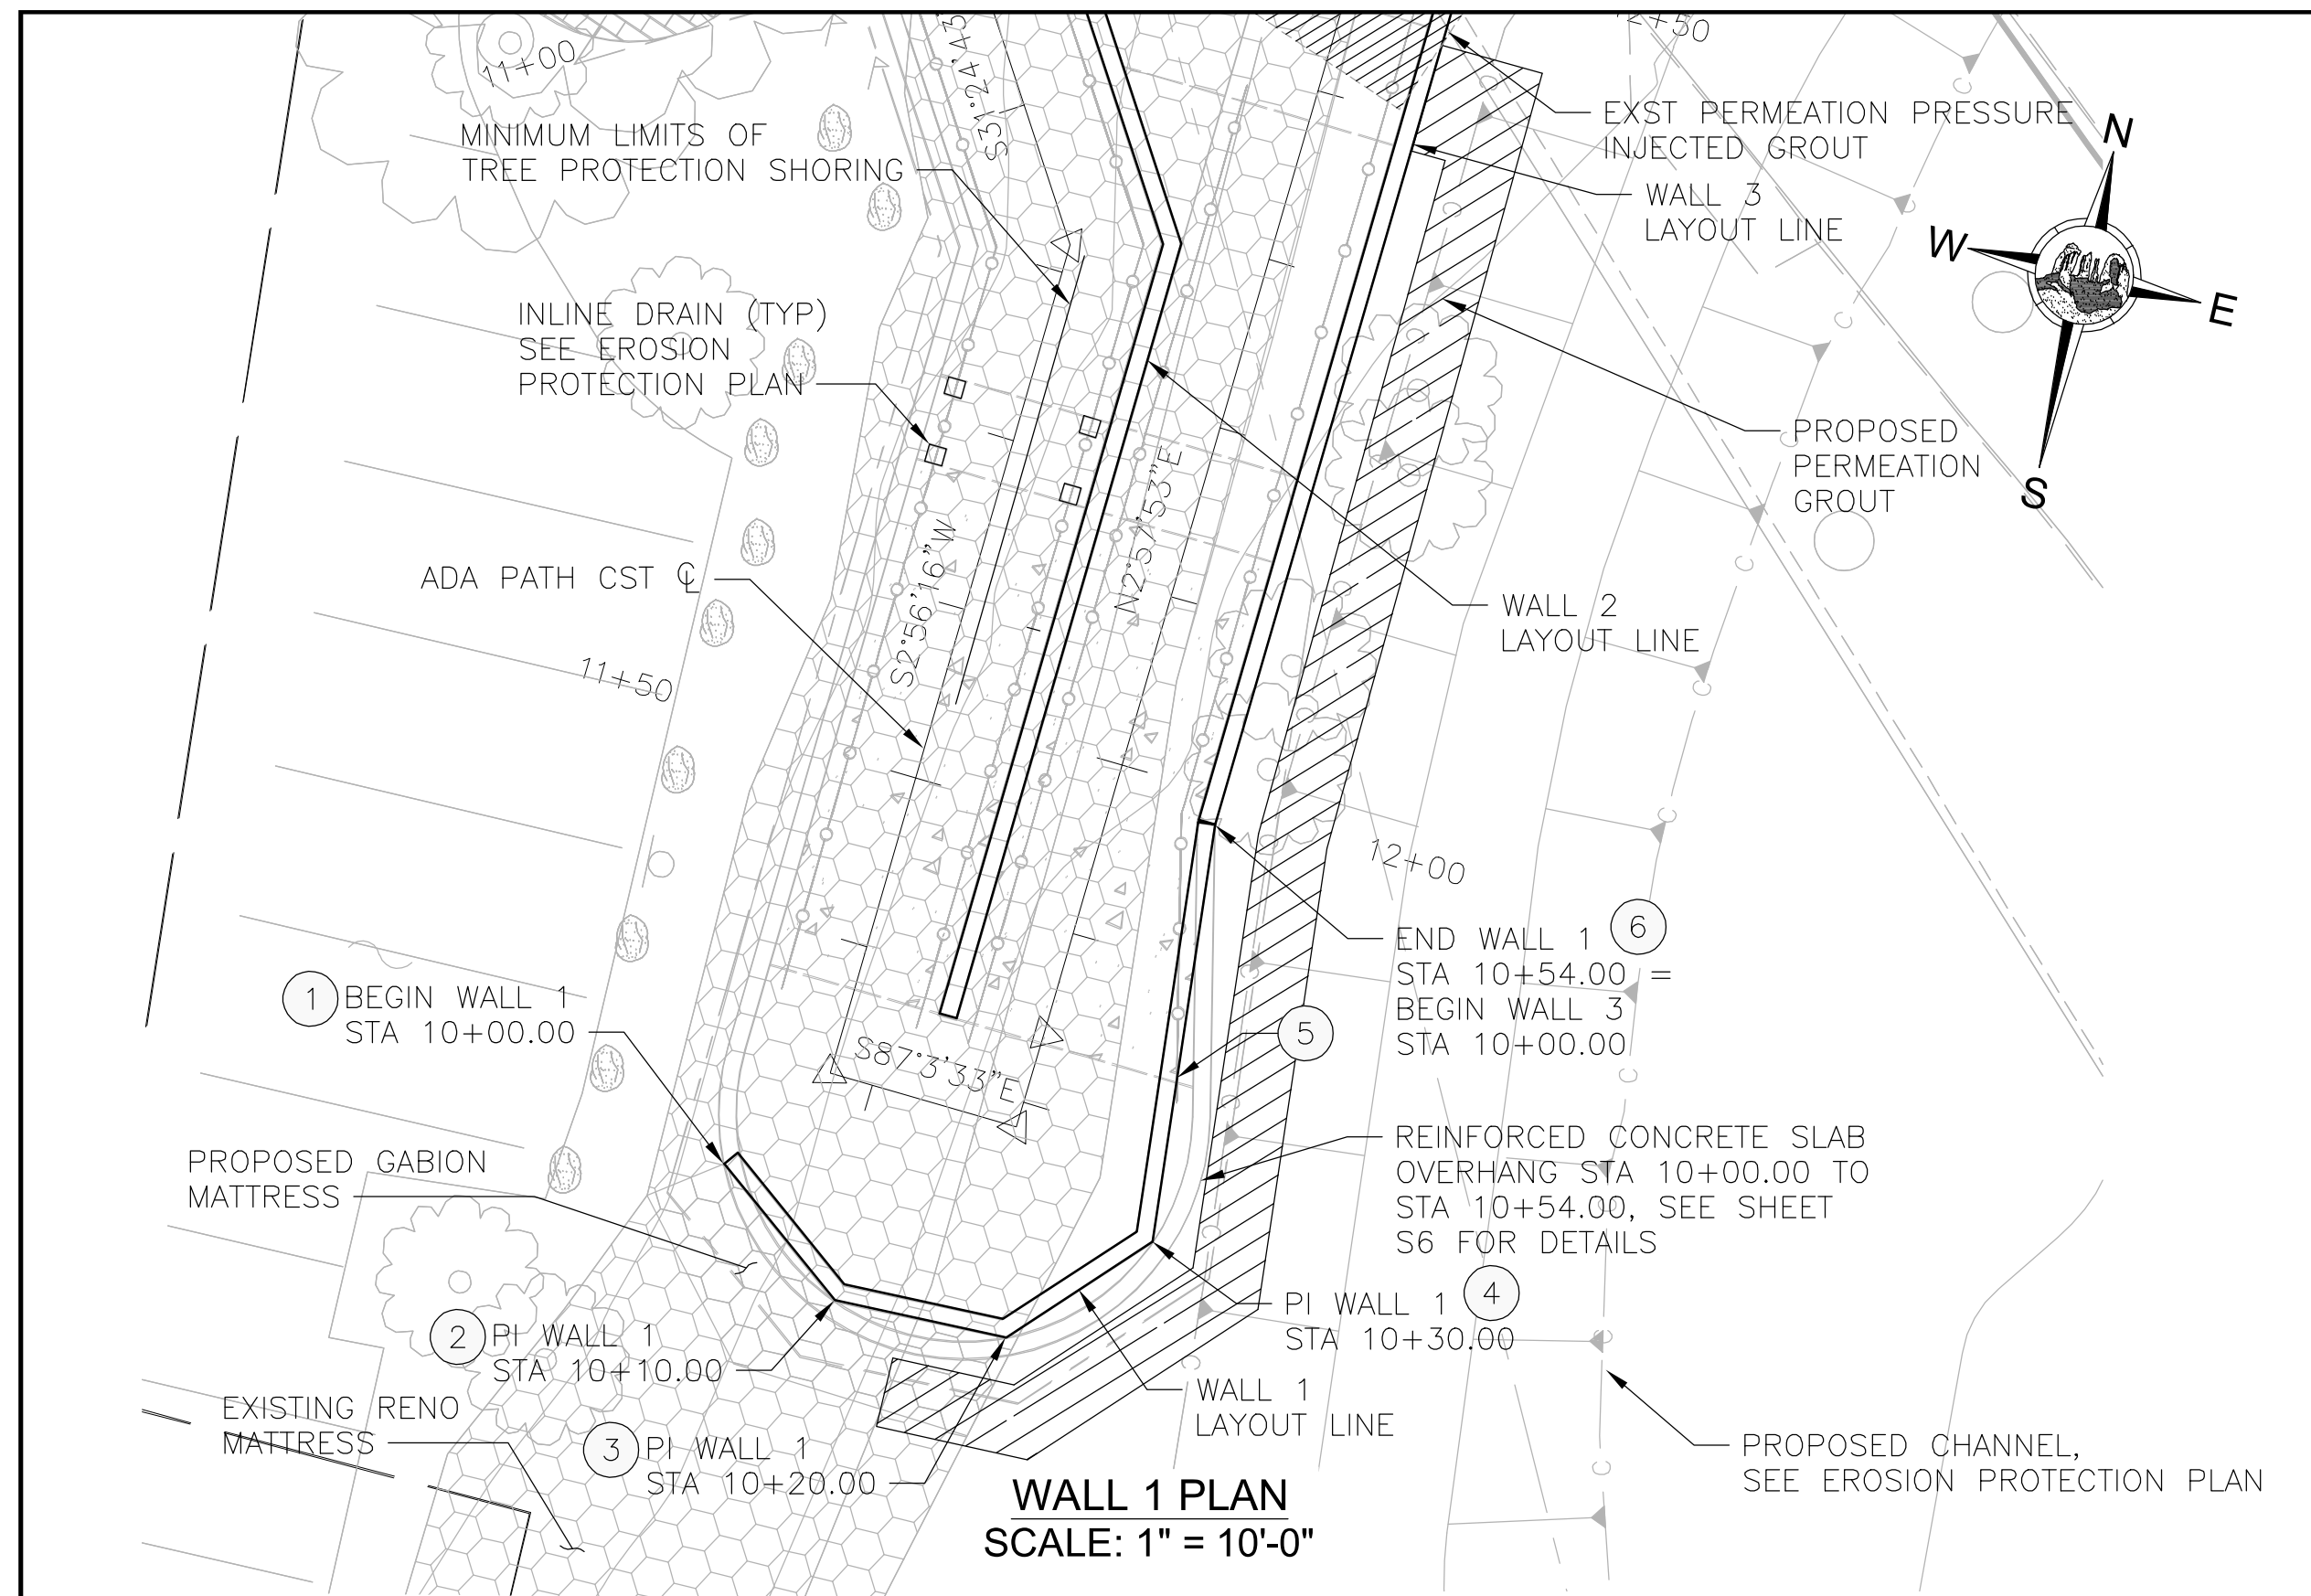 11+00
12+50
MINIMUM LIMITS OF
TREE PROTECTION SHORING
EXST PERMEATION PRESSURE
INJECTED GROUT
WALL 3
LAYOUT LINE
N
W
E
S
INLINE DRAIN (TYP)
SEE EROSION
PROTECTION PLAN
PROPOSED
PERMEATION
GROUT
S2°56'16"W
N2°57'53"E
ADA PATH CST ℄
WALL 2
LAYOUT LINE
11+50
12+00
END WALL 1 6
STA 10+54.00 =
BEGIN WALL 3
STA 10+00.00
1 BEGIN WALL 1
STA 10+00.00
5
S87°3'33"E
PROPOSED GABION
MATTRESS
REINFORCED CONCRETE SLAB
OVERHANG STA 10+00.00 TO
STA 10+54.00, SEE SHEET
S6 FOR DETAILS
PI WALL 1 4
STA 10+30.00
2 PI WALL 1
STA 10+10.00
WALL 1
LAYOUT LINE
EXISTING RENO
MATTRESS
3 PI WALL 1
STA 10+20.00
PROPOSED CHANNEL,
SEE EROSION PROTECTION PLAN
WALL 1 PLAN
SCALE: 1" = 10'-0"
C
C
C
C
C
C
C
C
C
C
C
C